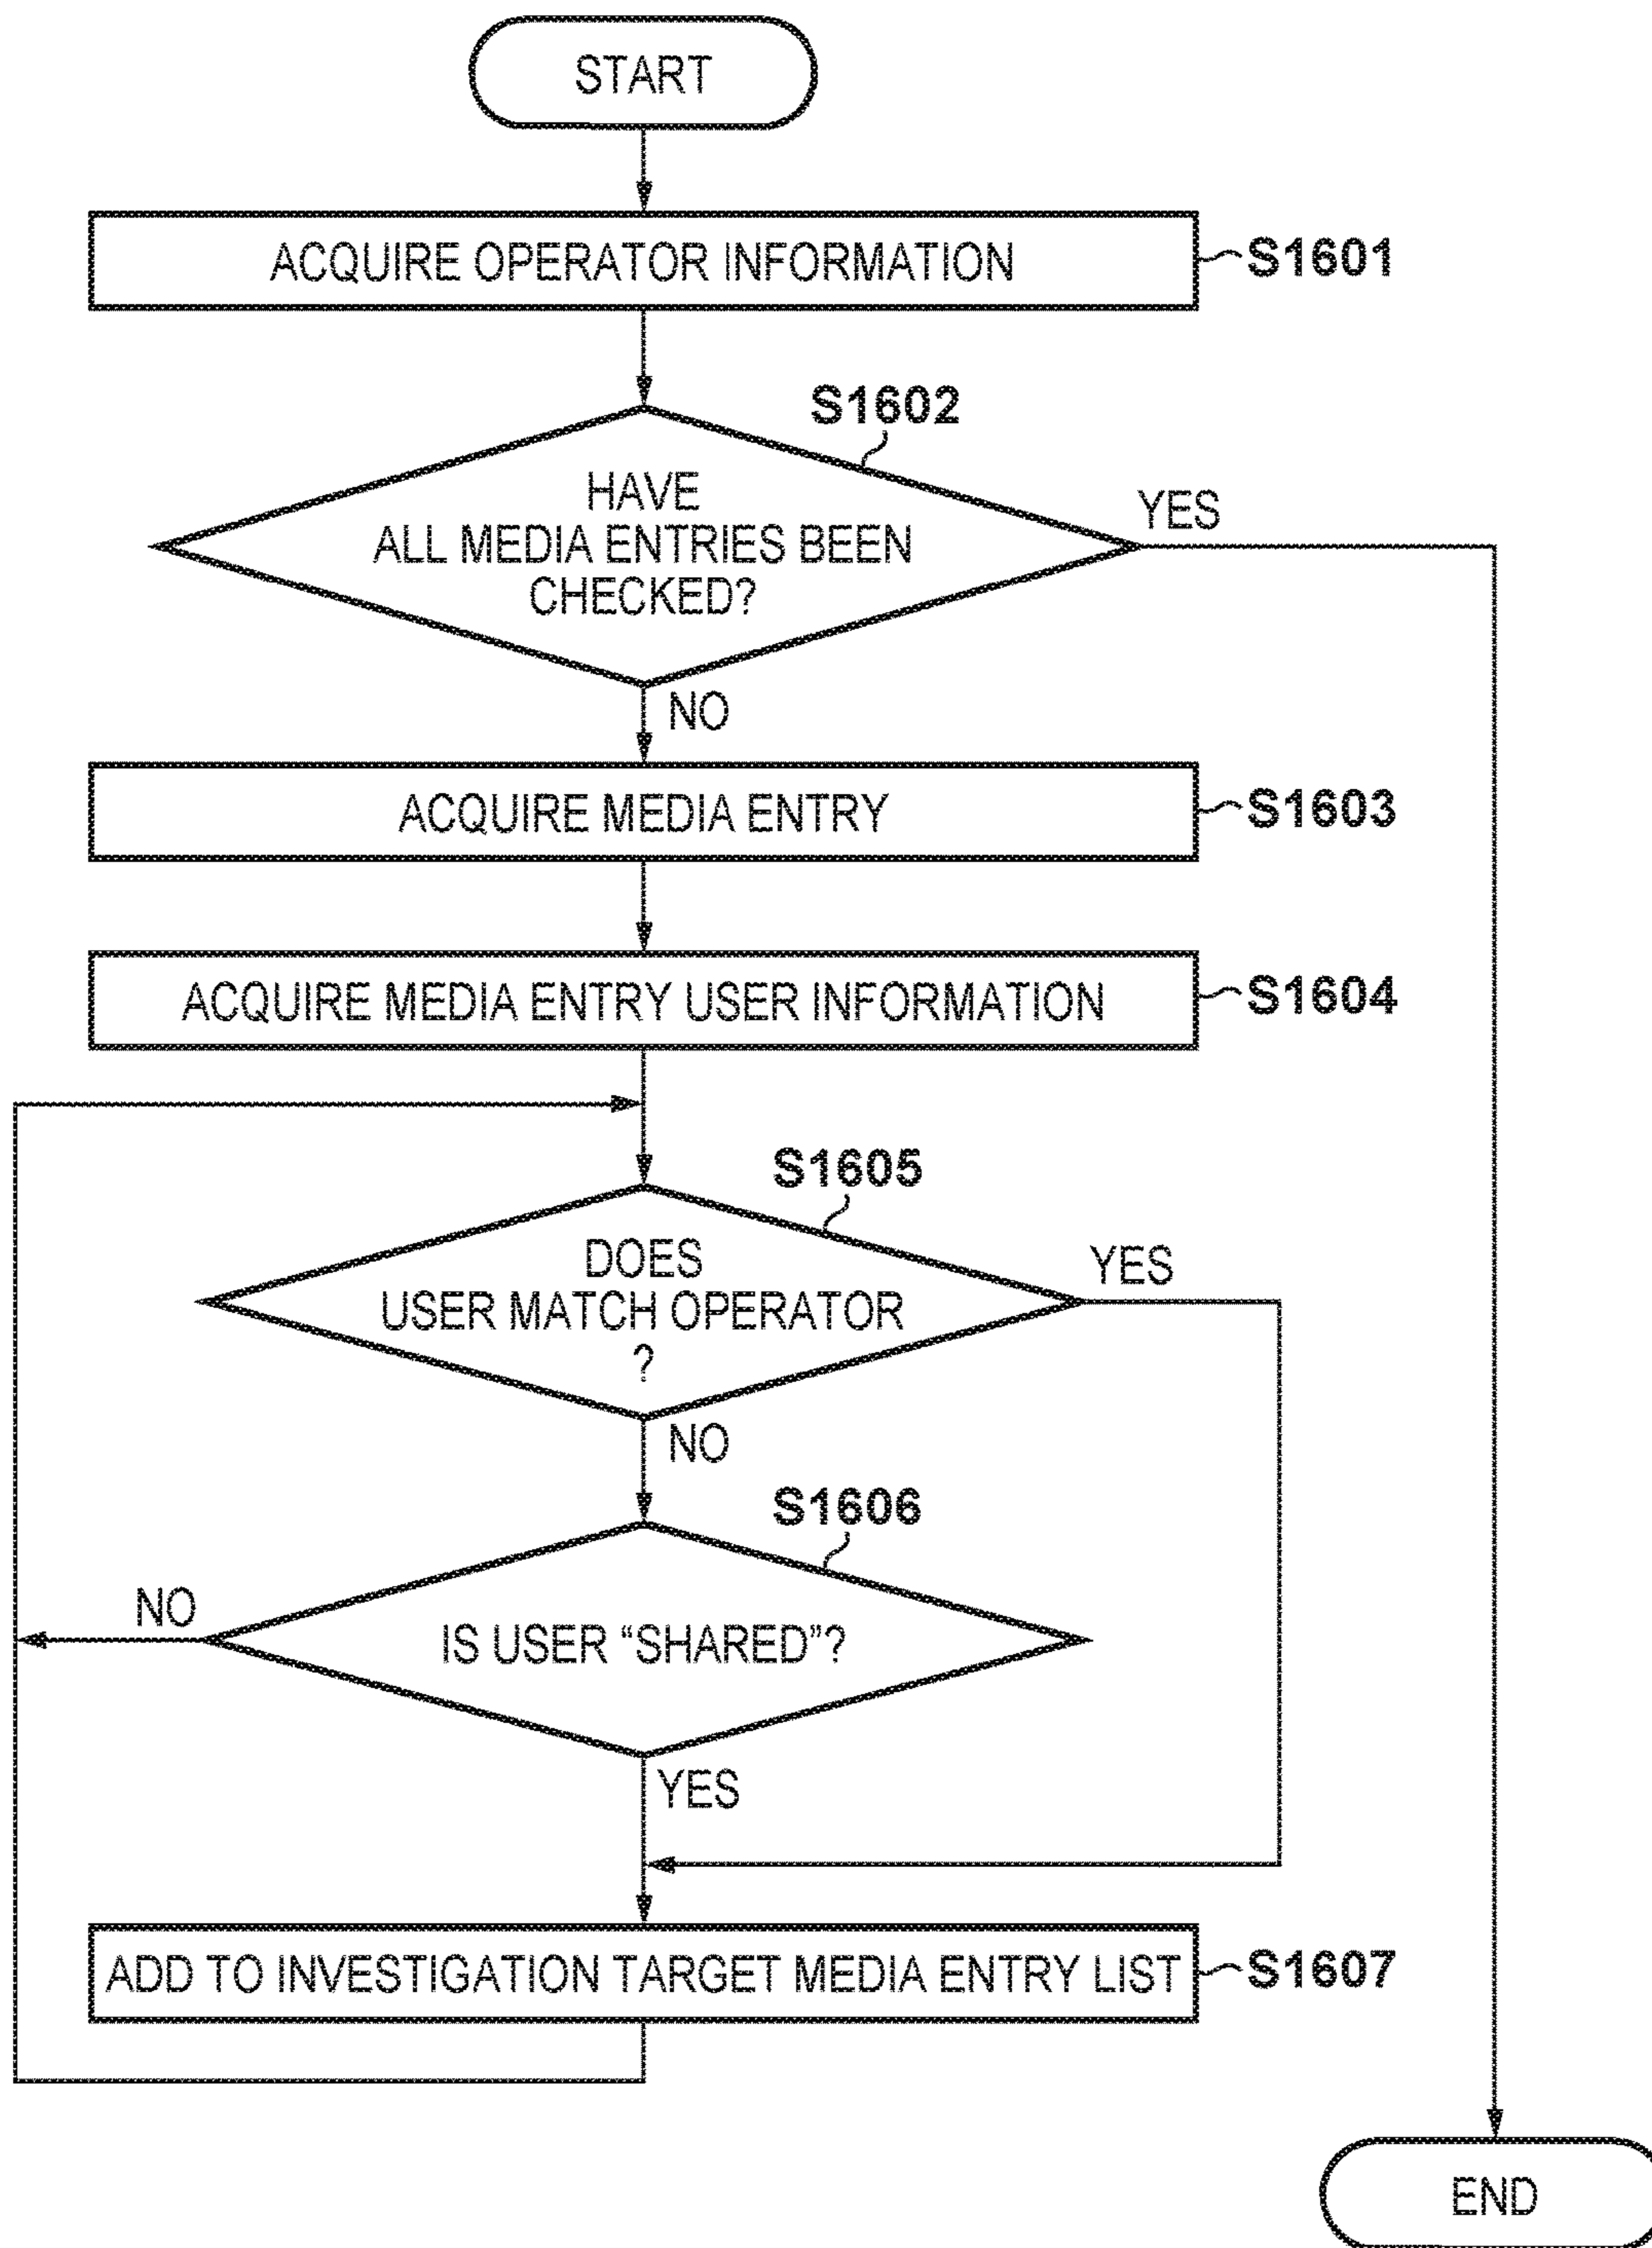 START
ACQUIRE OPERATOR INFORMATION
S1601
S1602
HAVE
ALL MEDIA ENTRIES BEEN
CHECKED?
YES
NO
ACQUIRE MEDIA ENTRY
S1603
ACQUIRE MEDIA ENTRY USER INFORMATION
S1604
S1605
DOES
USER MATCH OPERATOR
?
YES
NO
S1606
IS USER “SHARED”?
NO
YES
ADD TO INVESTIGATION TARGET MEDIA ENTRY LIST
S1607
END